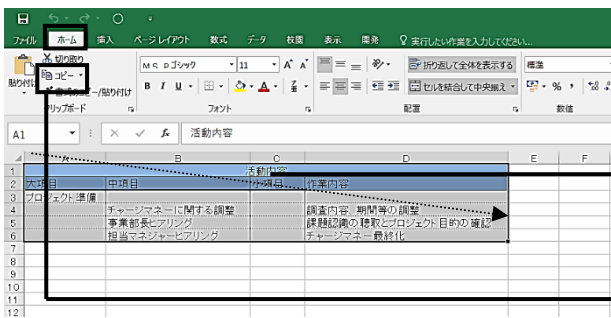 ファイル ホーム 挿入 ページレイアウト 数式 データ 校閲 表示 開発 実行したい作業を入力してください...
切り取り
コピー
貼り付け
書式のコピー/貼り付け
クリップボード
ＭＳ Ｐゴシック 11
B I U
フォント
折り返して全体を表示する
セルを結合して中央揃え
配置
標準
% ,
数値
A1 fx 活動内容
A B C D E F
1 活動内容
2 大項目 中項目 小項目 作業内容
3 プロジェクト準備
4 チャージマネーに関する調整 調査内容、期間等の調整
5 事業部長ヒアリング 課題認識の聴取とプロジェクト目的の確認
6 担当マネジャーヒアリング チャージマネー最終化
7
8
9
10
11
12